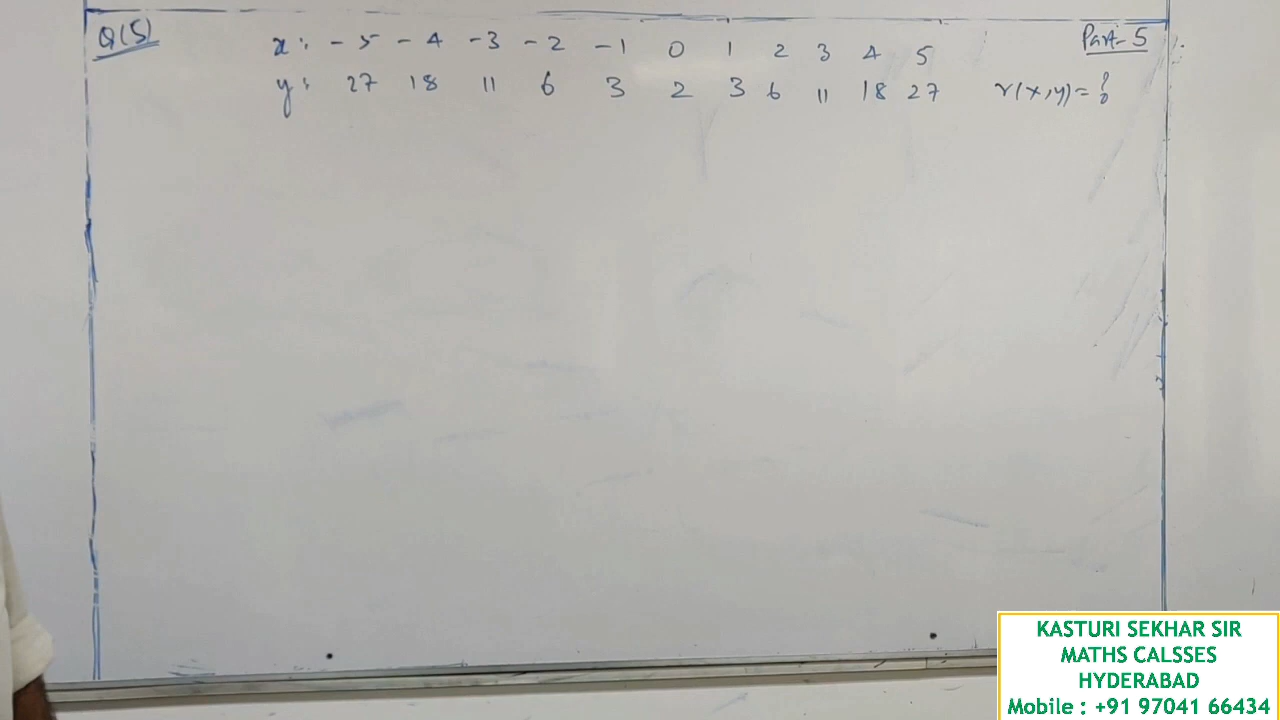 Q(5)
Part-5
x: -5 -4 -3 -2 -1 0 1 2 3 4 5
y: 27 18 11 6 3 2 3 6 11 18 27 r(x,y)=?
KASTURI SEKHAR SIR
MATHS CALSSES
HYDERABAD
Mobile : +91 97041 66434